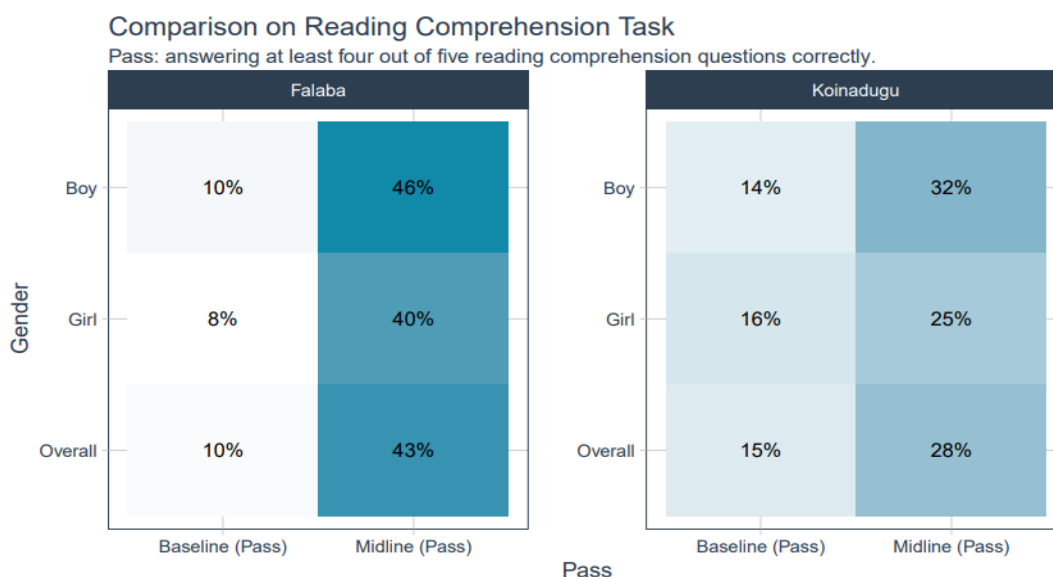 Comparison on Reading Comprehension Task
Pass: answering at least four out of five reading comprehension questions correctly.
Falaba
Koinadugu
Gender
Boy
10%
46%
Boy
14%
32%
Girl
8%
40%
Girl
16%
25%
Overall
10%
43%
Overall
15%
28%
Baseline (Pass)
Midline (Pass)
Baseline (Pass)
Midline (Pass)
Pass